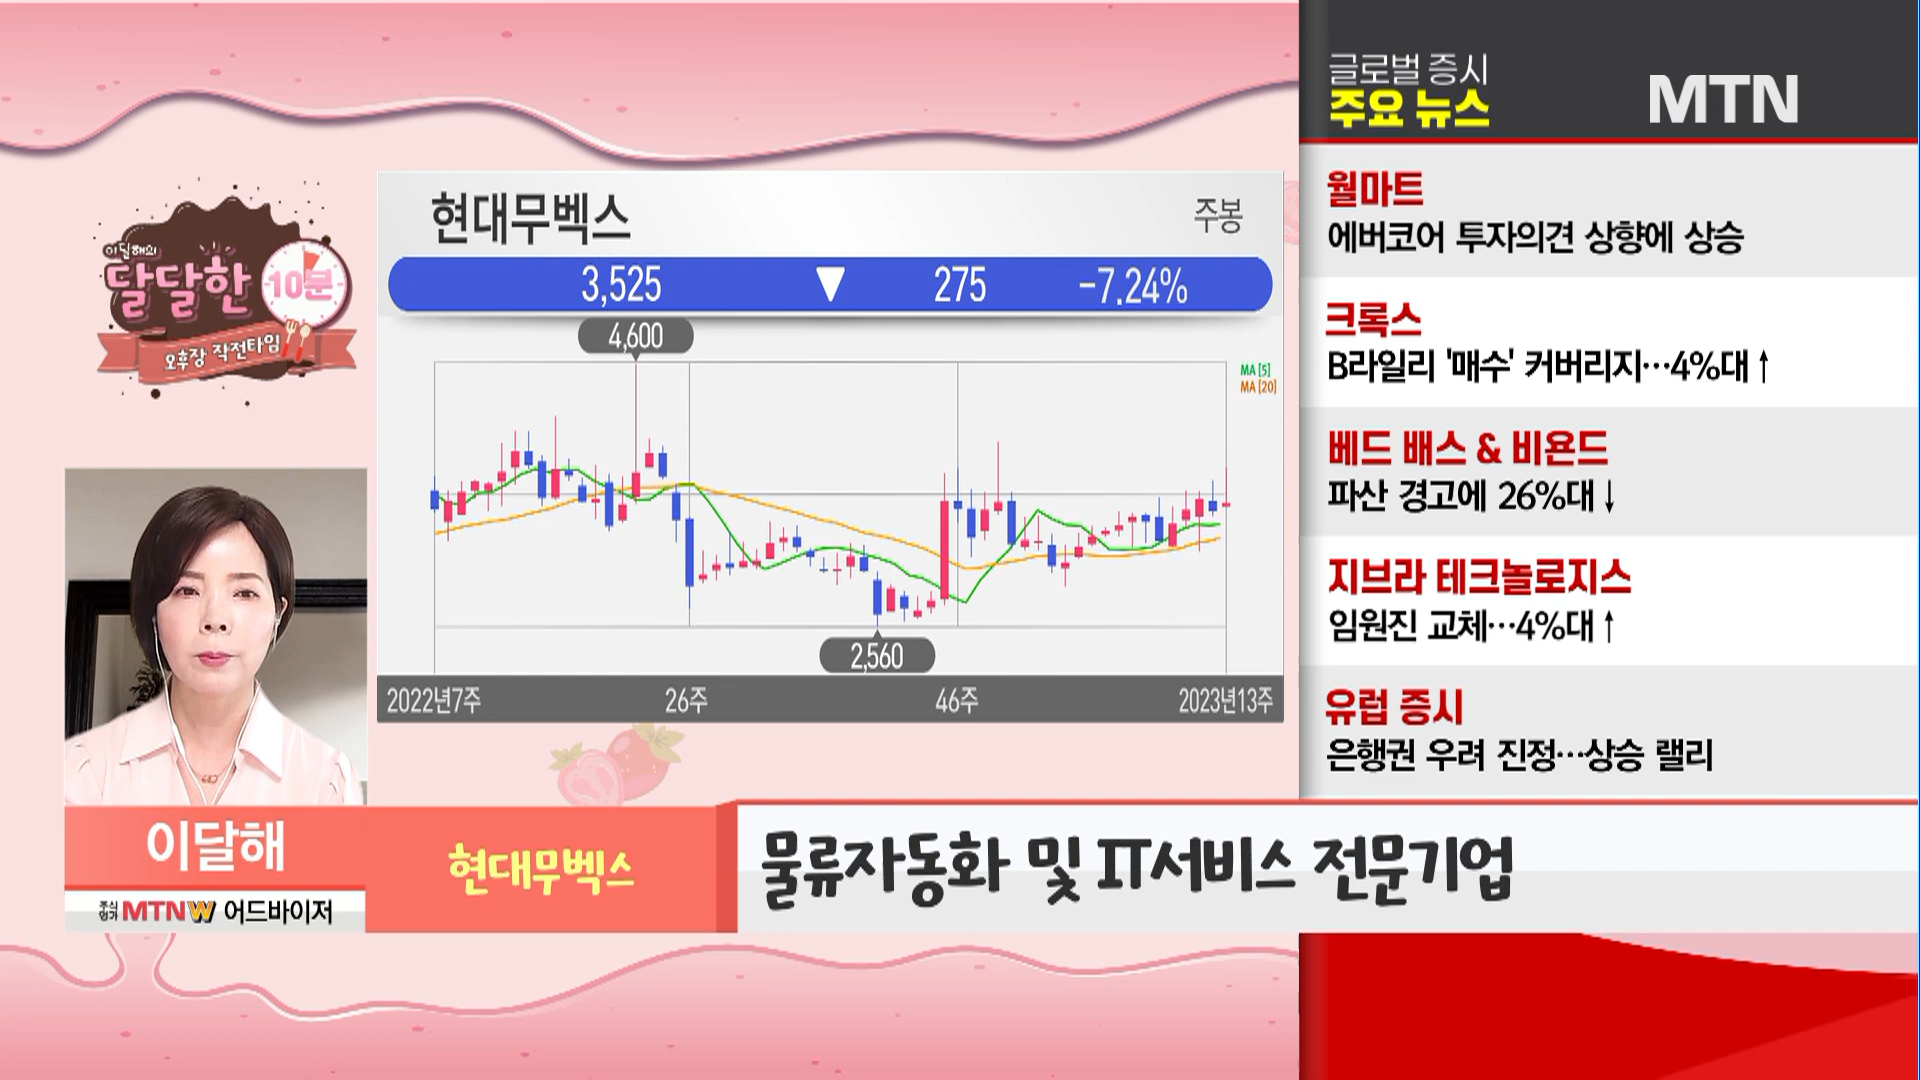 글로벌 증시
주요 뉴스
MTN
월마트
에버코어 투자의견 상향에 상승
크록스
B라일리 '매수' 커버리지…4%대↑
베드 배스 & 비욘드
파산 경고에 26%대↓
지브라 테크놀로지스
임원진 교체…4%대↑
유럽 증시
은행권 우려 진정…상승 랠리
이달해의
달달한 10분
오후장 작전타임
현대무벡스
주봉
3,525 ▼ 275 -7.24%
4,600
MA [5]
MA [20]
2,560
2022년7주 26주 46주 2023년13주
이달해
주식명가 MTNW 어드바이저
현대무벡스
물류자동화 및 IT서비스 전문기업